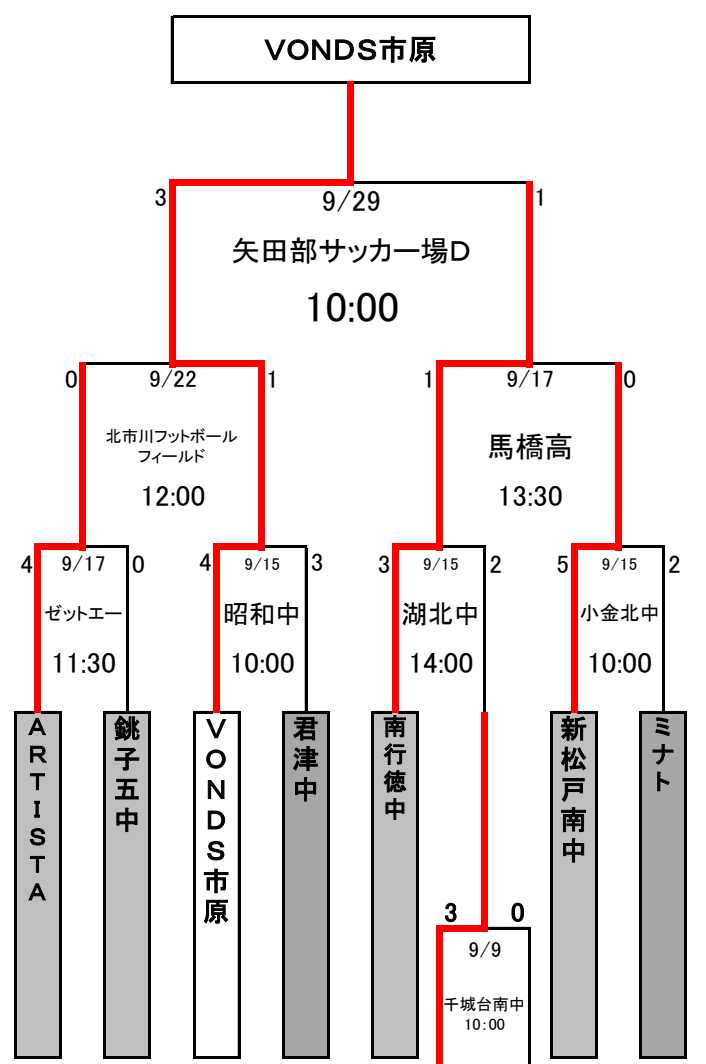 VONDS市原
3
9/29
1
矢田部サッカー場D
10:00
0
9/22
1
1
9/17
0
北市川フットボール
フィールド
12:00
馬橋高
13:30
4
9/17
0
4
9/15
3
3
9/15
2
5
9/15
2
ゼットエー
11:30
昭和中
10:00
湖北中
14:00
小金北中
10:00
ARTISTA
銚子五中
VONDS市原
君津中
南行徳中
新松戸南中
ミナト
3
0
9/9
千城台南中
10:00